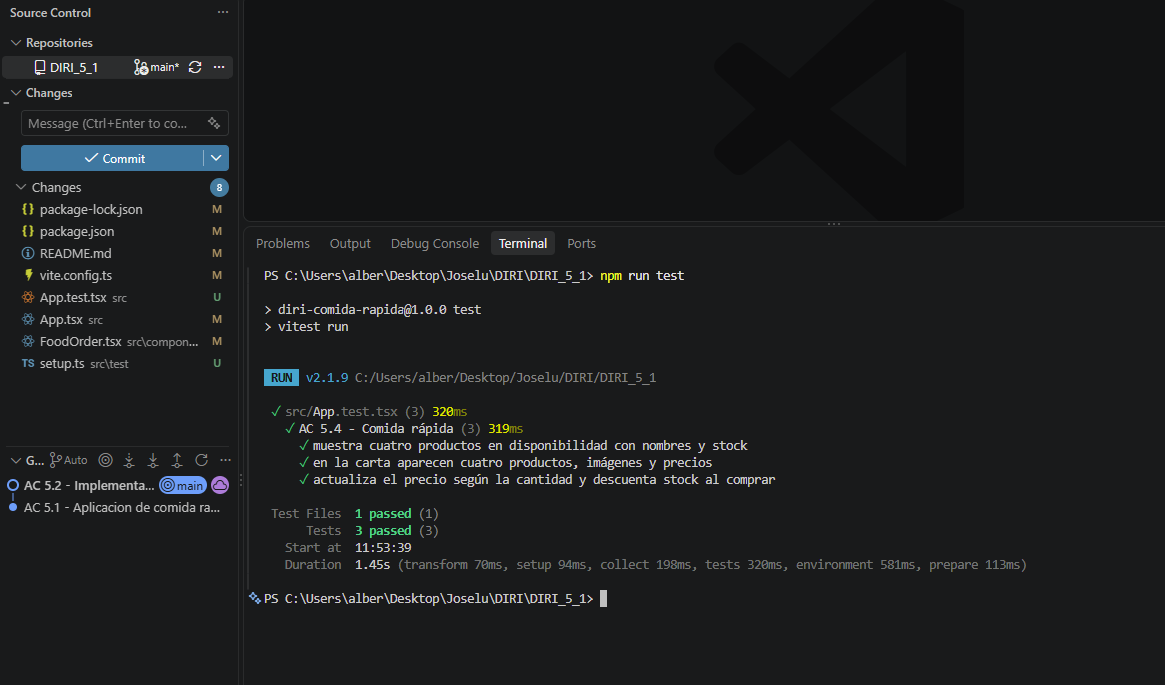 Source Control
Repositories
DIRI_5_1 main*
Changes
Message (Ctrl+Enter to co...
Commit
Changes 8
package-lock.json M
package.json M
README.md M
vite.config.ts M
App.test.tsx src U
App.tsx src M
FoodOrder.tsx src\compon... M
TS setup.ts src\test U
G... Auto
AC 5.2 - Implementa... main
AC 5.1 - Aplicacion de comida ra...
Problems Output Debug Console Terminal Ports
PS C:\Users\alber\Desktop\Joselu\DIRI\DIRI_5_1> npm run test
> diri-comida-rapida@1.0.0 test
> vitest run
RUN v2.1.9 C:/Users/alber/Desktop/Joselu/DIRI/DIRI_5_1
✓ src/App.test.tsx (3) 320ms
✓ AC 5.4 - Comida rápida (3) 319ms
✓ muestra cuatro productos en disponibilidad con nombres y stock
✓ en la carta aparecen cuatro productos, imágenes y precios
✓ actualiza el precio según la cantidad y descuenta stock al comprar
Test Files 1 passed (1)
Tests 3 passed (3)
Start at 11:53:39
Duration 1.45s (transform 70ms, setup 94ms, collect 198ms, tests 320ms, environment 581ms, prepare 113ms)
PS C:\Users\alber\Desktop\Joselu\DIRI\DIRI_5_1>